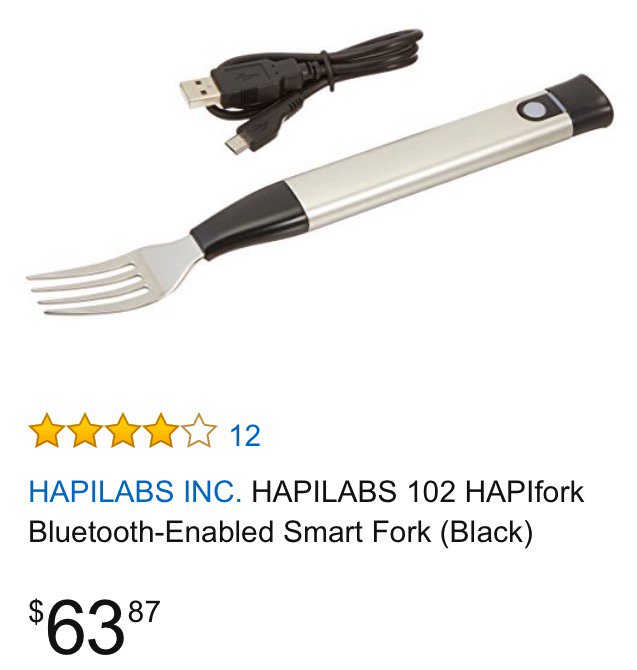 12
HAPILABS INC. HAPILABS 102 HAPIfork
Bluetooth-Enabled Smart Fork (Black)
$63 87